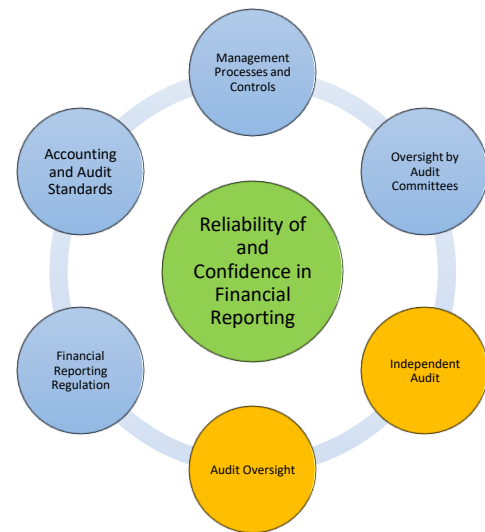 Management
Processes and
Controls
Oversight by
Audit
Committees
Independent
Audit
Audit Oversight
Financial
Reporting
Regulation
Accounting
and Audit
Standards
Reliability of
and
Confidence in
Financial
Reporting